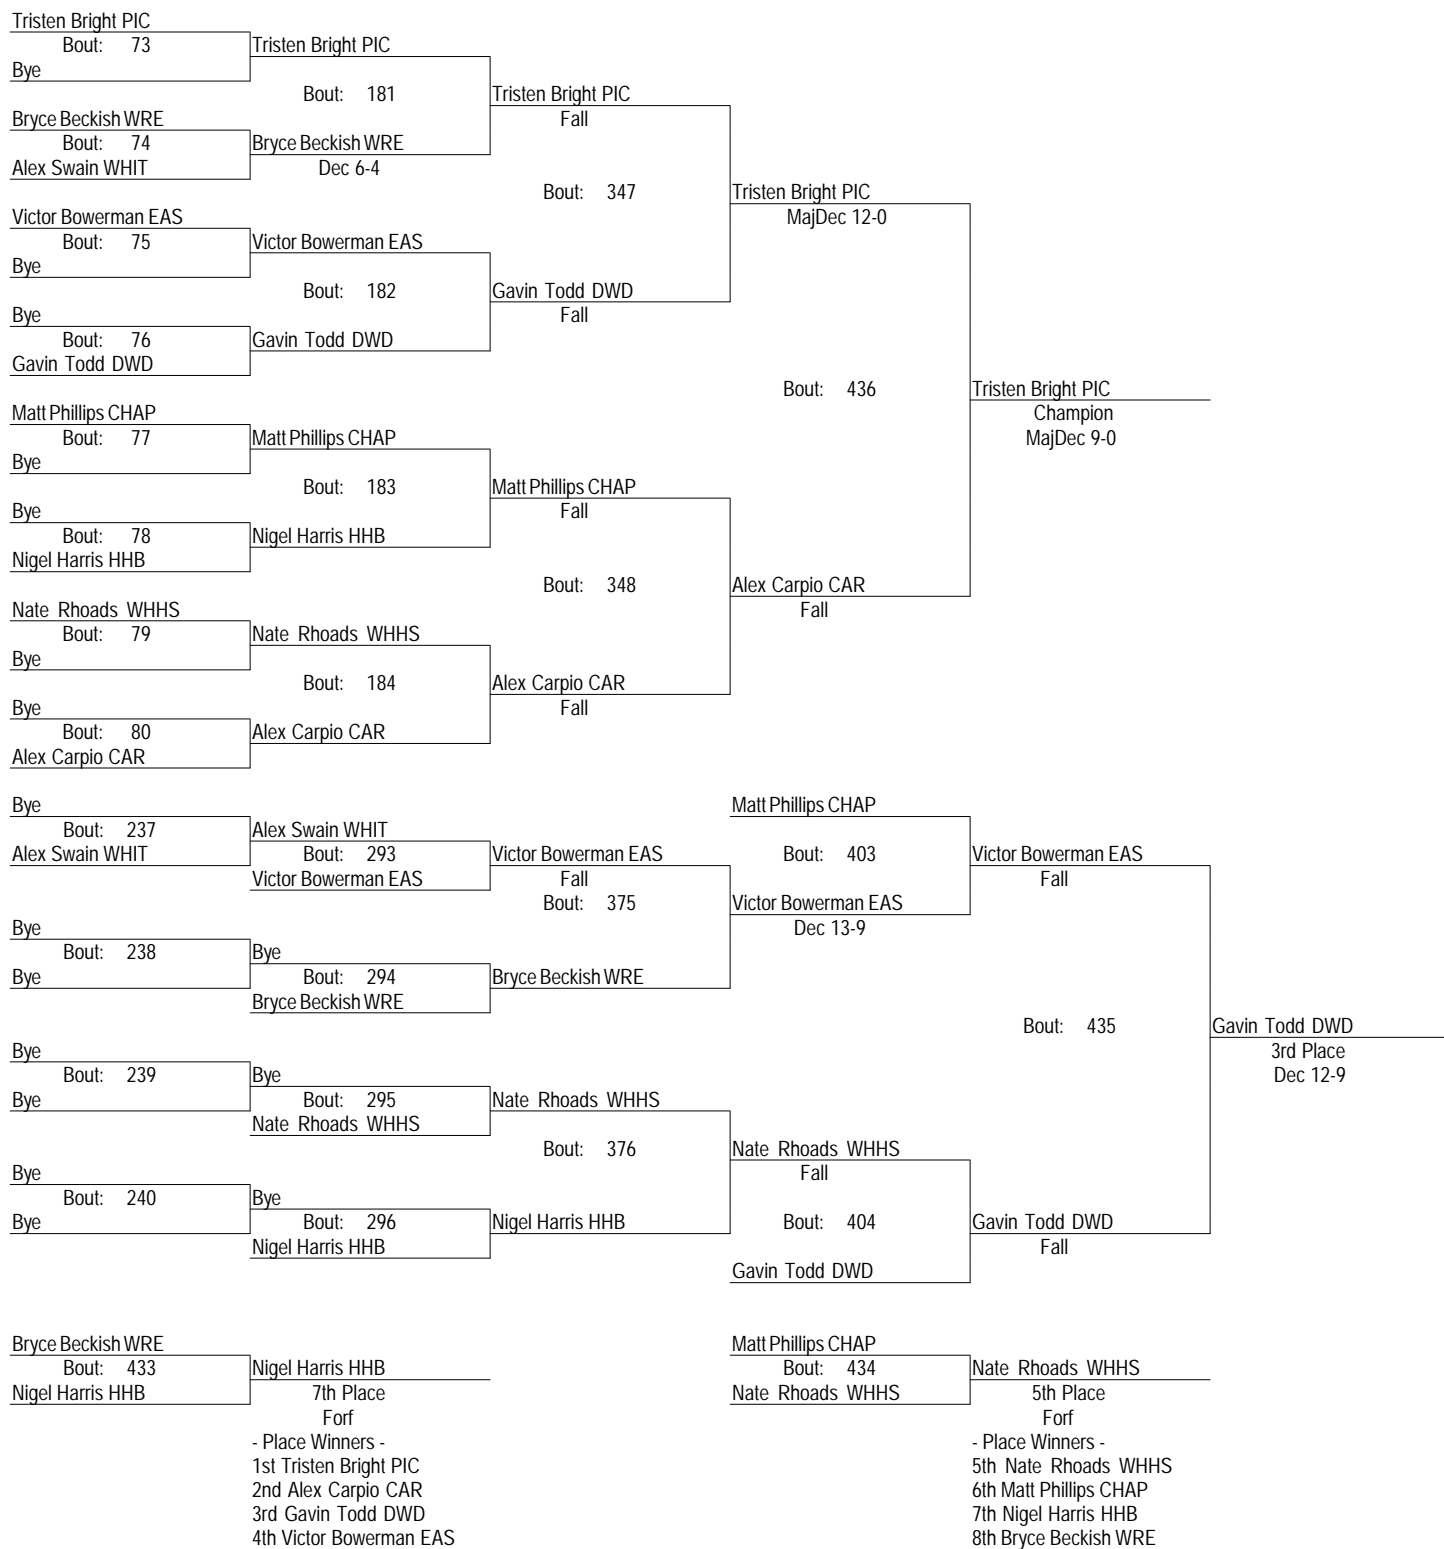 Tristen Bright PIC
Bout: 73
Tristen Bright PIC
Bye
Bout: 181
Tristen Bright PIC
Fall
Bryce Beckish WRE
Bout: 74
Bryce Beckish WRE
Alex Swain WHIT
Dec 6-4
Bout: 347
Tristen Bright PIC
MajDec 12-0
Victor Bowerman EAS
Bout: 75
Victor Bowerman EAS
Bye
Bout: 182
Gavin Todd DWD
Fall
Bye
Bout: 76
Gavin Todd DWD
Gavin Todd DWD
Bout: 436
Tristen Bright PIC
Champion
MajDec 9-0
Matt Phillips CHAP
Bout: 77
Matt Phillips CHAP
Bye
Bout: 183
Matt Phillips CHAP
Fall
Bye
Bout: 78
Nigel Harris HHB
Nigel Harris HHB
Bout: 348
Alex Carpio CAR
Fall
Nate Rhoads WHHS
Bout: 79
Nate Rhoads WHHS
Bye
Bout: 184
Alex Carpio CAR
Fall
Bye
Bout: 80
Alex Carpio CAR
Alex Carpio CAR
Bye
Bout: 237
Alex Swain WHIT
Alex Swain WHIT
Bout: 293
Victor Bowerman EAS
Victor Bowerman EAS
Fall
Bout: 375
Matt Phillips CHAP
Bout: 403
Victor Bowerman EAS
Fall
Victor Bowerman EAS
Dec 13-9
Bye
Bout: 238
Bye
Bye
Bout: 294
Bryce Beckish WRE
Bryce Beckish WRE
Bout: 435
Gavin Todd DWD
3rd Place
Dec 12-9
Bye
Bout: 239
Bye
Bye
Bout: 295
Nate Rhoads WHHS
Nate Rhoads WHHS
Bout: 376
Nate Rhoads WHHS
Fall
Bye
Bout: 240
Bye
Bye
Bout: 296
Nigel Harris HHB
Nigel Harris HHB
Bout: 404
Gavin Todd DWD
Fall
Gavin Todd DWD
Bryce Beckish WRE
Bout: 433
Nigel Harris HHB
Nigel Harris HHB
7th Place
Forf
- Place Winners -
1st Tristen Bright PIC
2nd Alex Carpio CAR
3rd Gavin Todd DWD
4th Victor Bowerman EAS
Matt Phillips CHAP
Bout: 434
Nate Rhoads WHHS
Nate Rhoads WHHS
5th Place
Forf
- Place Winners -
5th Nate Rhoads WHHS
6th Matt Phillips CHAP
7th Nigel Harris HHB
8th Bryce Beckish WRE